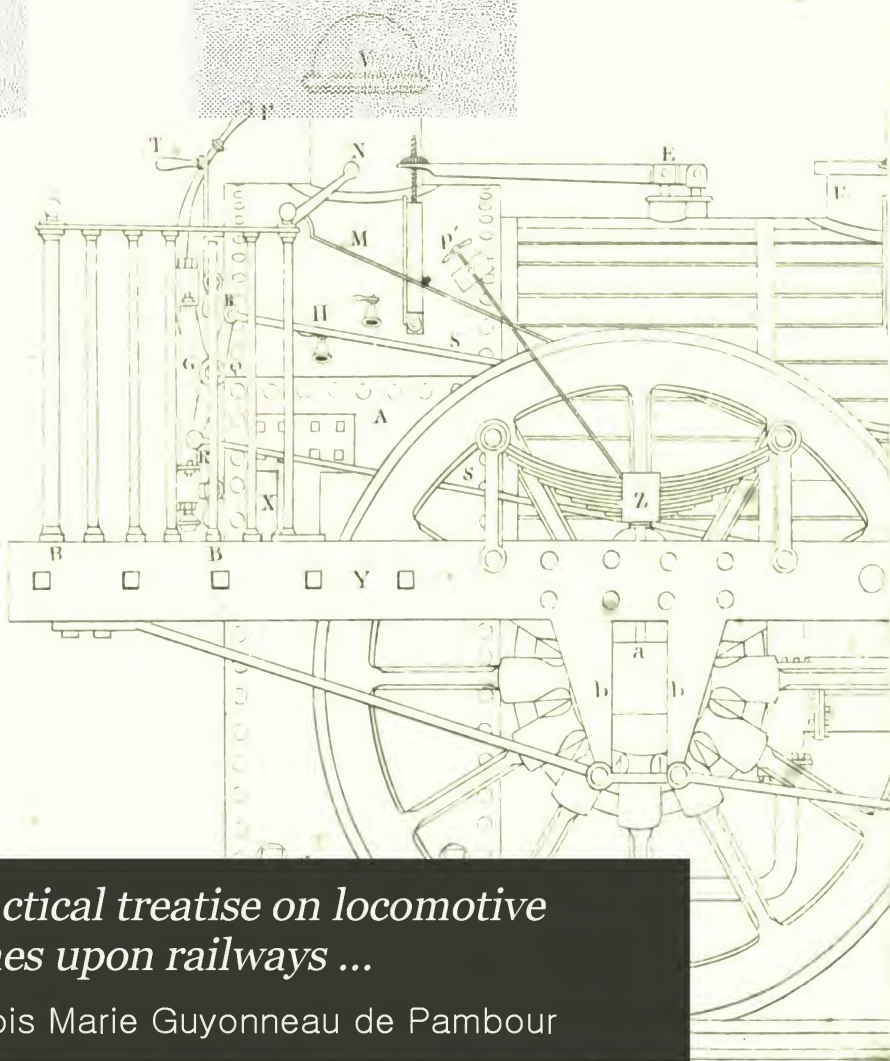 V
P
T
N
E
E
M
P'
R
H
S
G
A
R
S
X
Z
B
B
Y
a
b
b
ctical treatise on locomotive
nes upon railways ...
ois Marie Guyonneau de Pambour